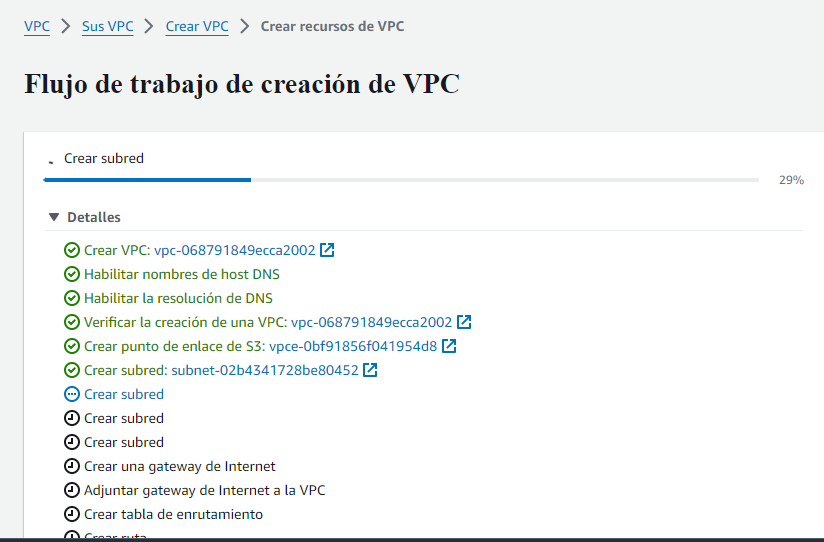 VPC > Sus VPC > Crear VPC > Crear recursos de VPC
Flujo de trabajo de creación de VPC
Crear subred
29%
Detalles
Crear VPC: vpc-068791849ecca2002
Habilitar nombres de host DNS
Habilitar la resolución de DNS
Verificar la creación de una VPC: vpc-068791849ecca2002
Crear punto de enlace de S3: vpce-0bf91856f041954d8
Crear subred: subnet-02b4341728be80452
Crear subred
Crear subred
Crear subred
Crear una gateway de Internet
Adjuntar gateway de Internet a la VPC
Crear tabla de enrutamiento
Crear ruta